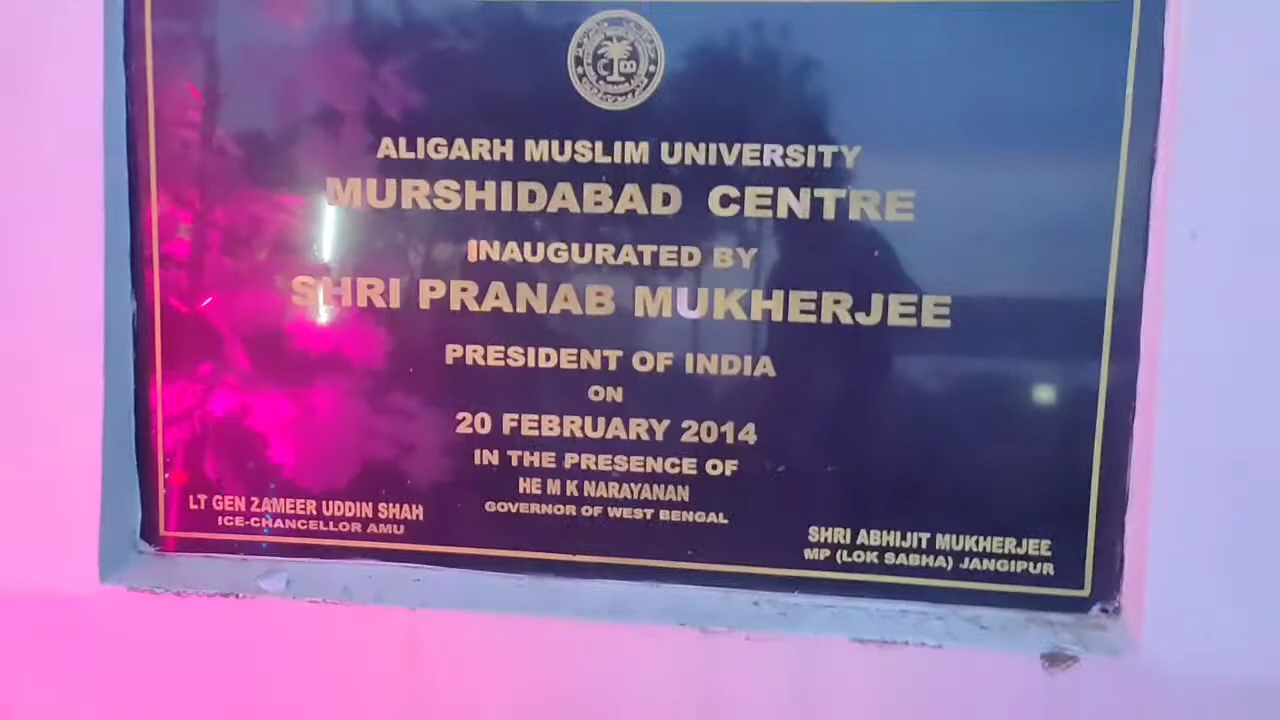 ALIGARH MUSLIM UNIVERSITY
MURSHIDABAD CENTRE
INAUGURATED BY
SHRI PRANAB MUKHERJEE
PRESIDENT OF INDIA
ON
20 FEBRUARY 2014
IN THE PRESENCE OF
HE M K NARAYANAN
GOVERNOR OF WEST BENGAL
LT GEN ZAMEER UDDIN SHAH
ICE-CHANCELLOR AMU
SHRI ABHIJIT MUKHERJEE
MP (LOK SABHA) JANGIPUR